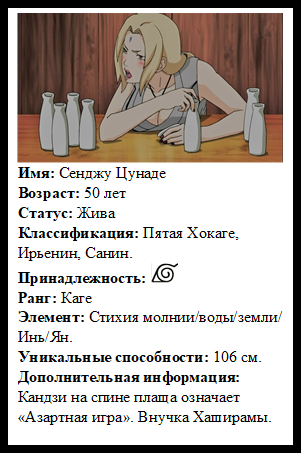 Имя: Сенджу Цунаде
Возраст: 50 лет
Статус: Жива
Классификация: Пятая Хокаге,
Ирьенин, Санин.
Принадлежность:
Ранг: Каге
Элемент: Стихия молнии/воды/земли/
Инь/Ян.
Уникальные способности: 106 см.
Дополнительная информация:
Кандзи на спине плаща означает
«Азартная игра». Внучка Хаширамы.